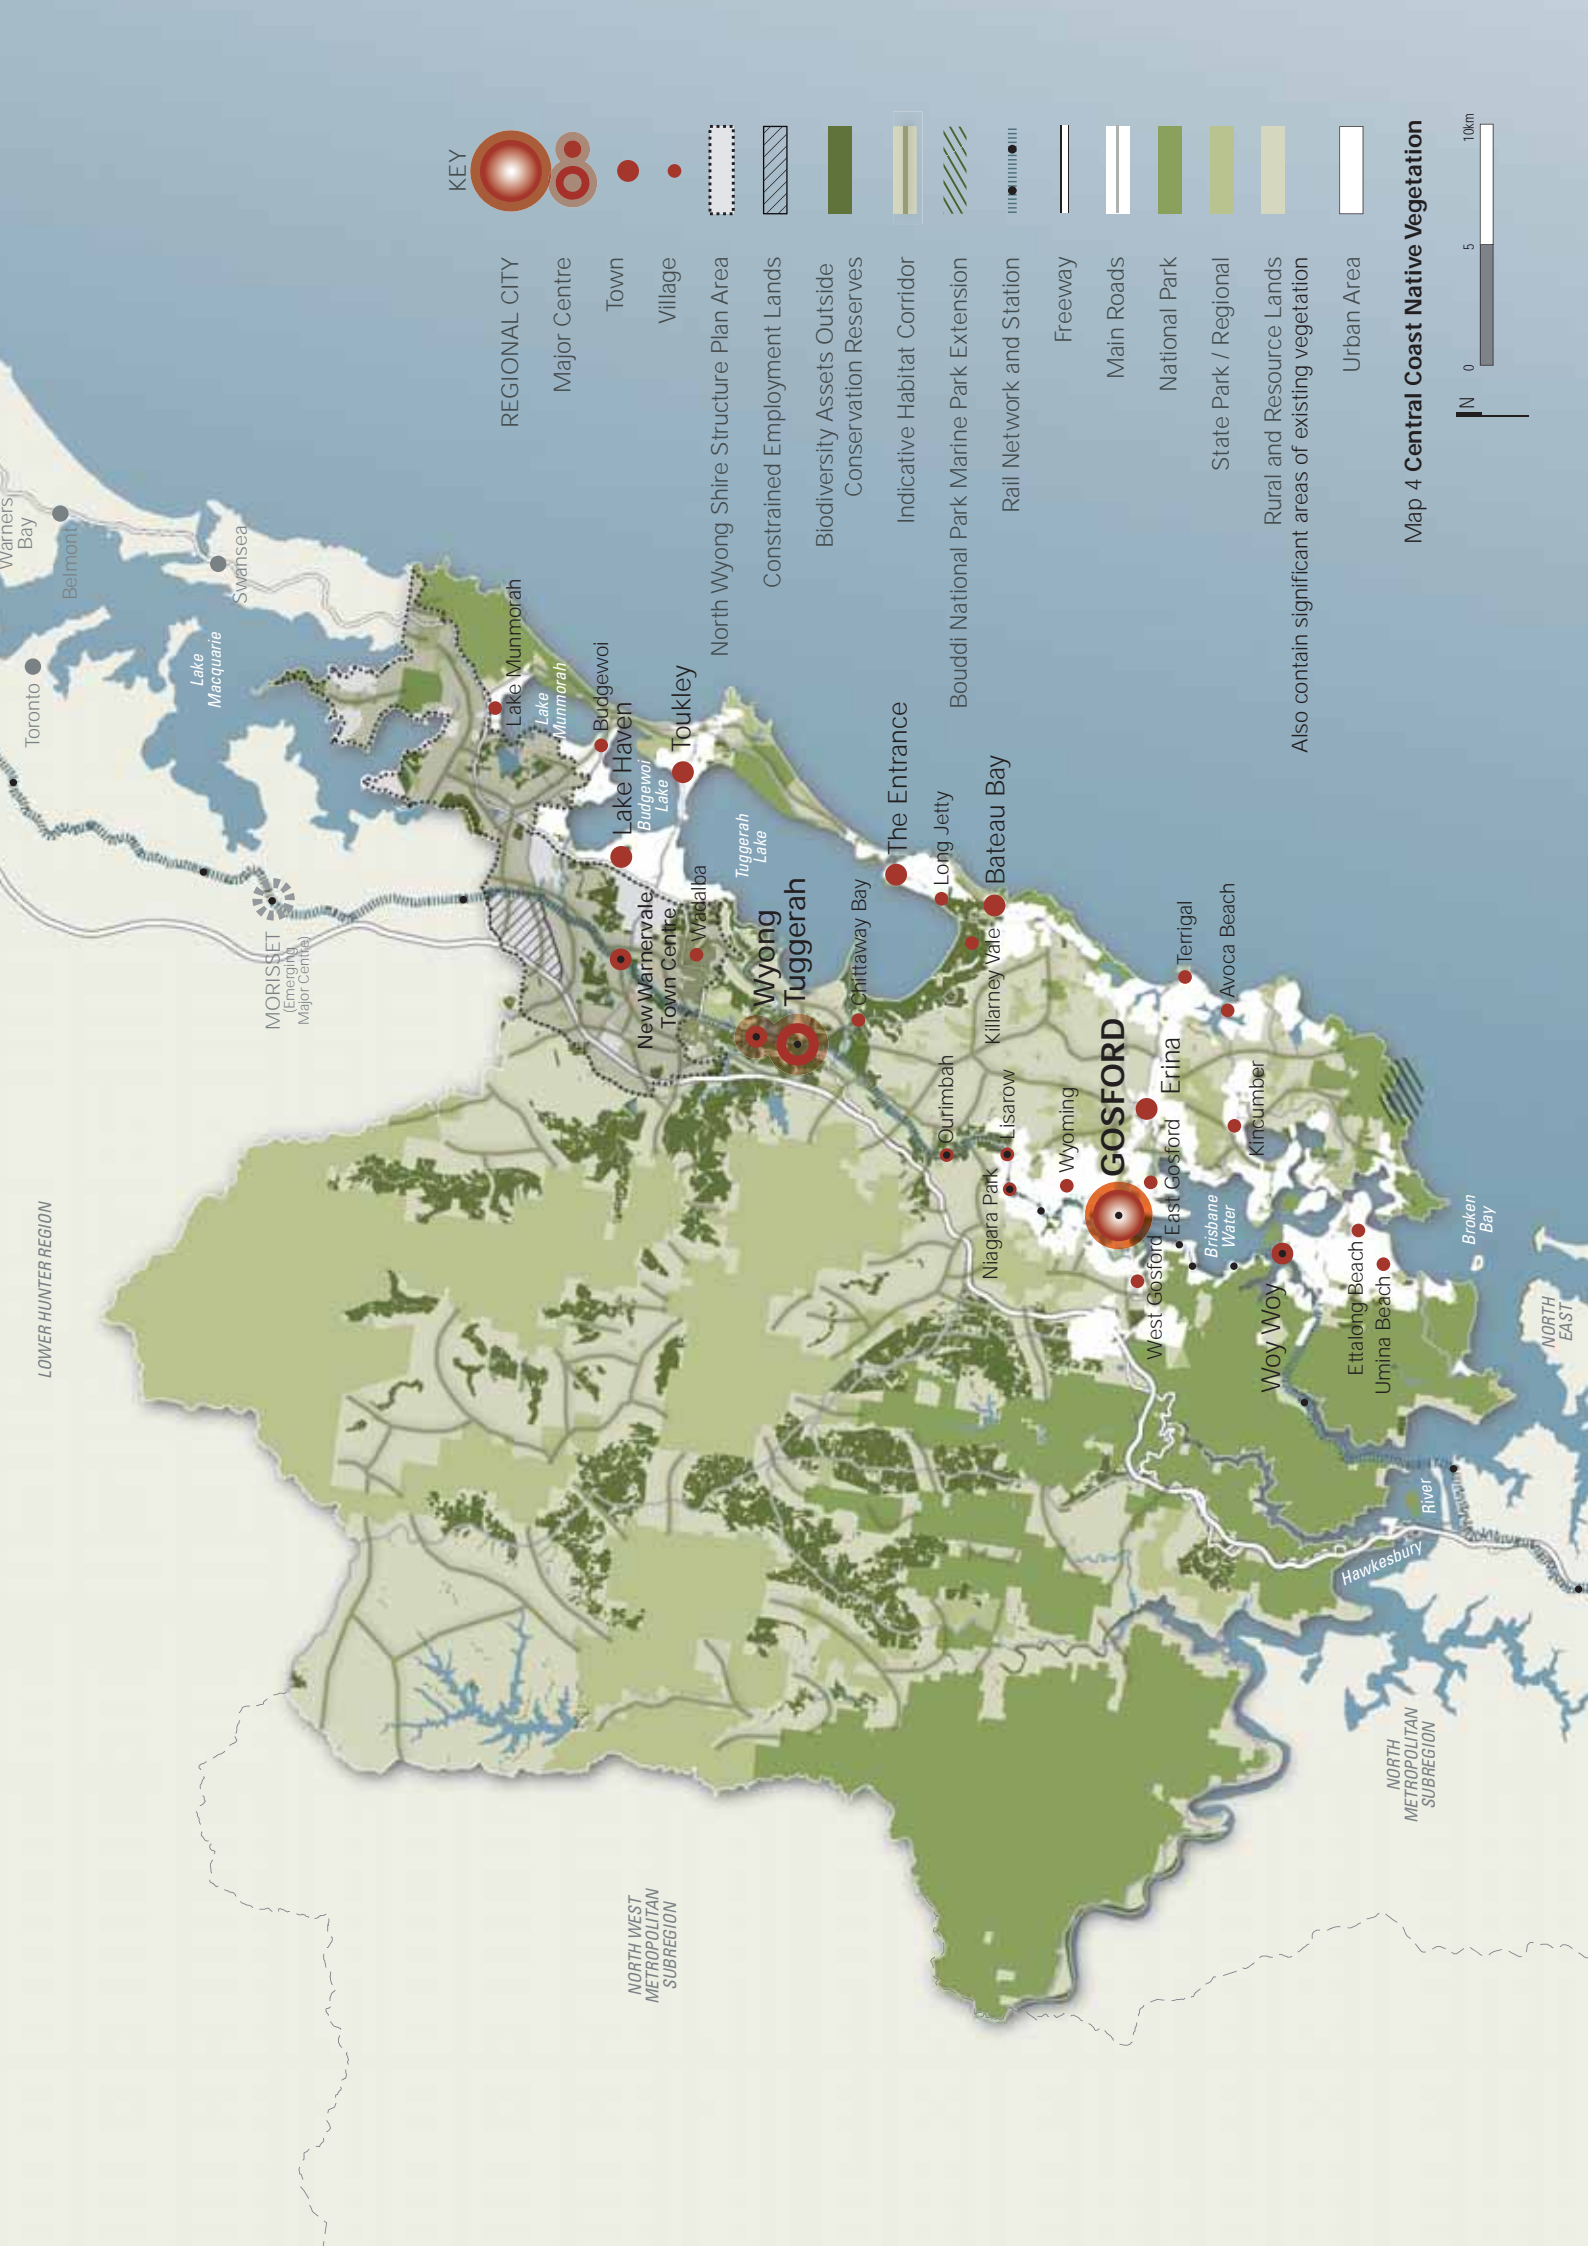 LOWER HUNTER REGION
Toronto
Warners
Bay
Belmont
Swansea
Lake
Macquarie
MORISSET
(Emerging
Major Centre)
Lake Munmorah
Lake
Munmorah
Budgewoi
Lake Haven
Budgewoi
Lake
Toukley
New Warnervale
Town Centre
Wadalba
Tuggerah
Lake
Wyong
Tuggerah
Chittaway Bay
The Entrance
Long Jetty
Bateau Bay
Killarney Vale
Ourimbah
Lisarow
Niagara Park
Wyoming
GOSFORD
West Gosford
East Gosford
Erina
Terrigal
Avoca Beach
Kincumber
Brisbane
Water
Woy Woy
Ettalong Beach
Umina Beach
Broken
Bay
Hawkesbury
River
NORTH
EAST
NORTH
METROPOLITAN
SUBREGION
NORTH WEST
METROPOLITAN
SUBREGION
KEY
REGIONAL CITY
Major Centre
Town
Village
North Wyong Shire Structure Plan Area
Constrained Employment Lands
Biodiversity Assets Outside
Conservation Reserves
Indicative Habitat Corridor
Bouddi National Park Marine Park Extension
Rail Network and Station
Freeway
Main Roads
National Park
State Park / Regional
Rural and Resource Lands
Also contain significant areas of existing vegetation
Urban Area
Map 4 Central Coast Native Vegetation
N
0 5 10km